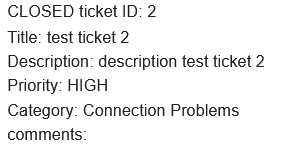 CLOSED ticket ID: 2
Title: test ticket 2
Description: description test ticket 2
Priority: HIGH
Category: Connection Problems
comments: